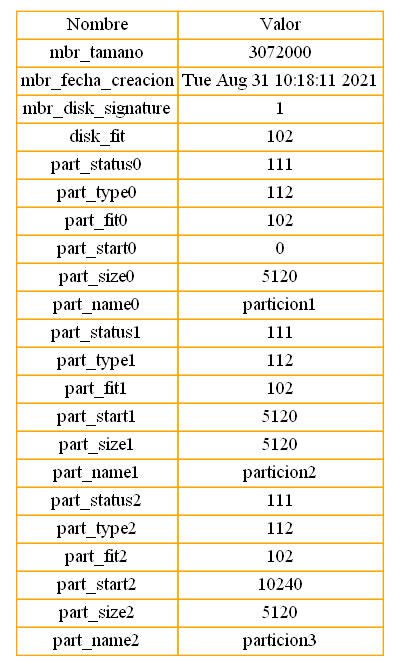 Nombre Valor
mbr_tamano 3072000
mbr_fecha_creacion Tue Aug 31 10:18:11 2021
mbr_disk_signature 1
disk_fit 102
part_status0 111
part_type0 112
part_fit0 102
part_start0 0
part_size0 5120
part_name0 particion1
part_status1 111
part_type1 112
part_fit1 102
part_start1 5120
part_size1 5120
part_name1 particion2
part_status2 111
part_type2 112
part_fit2 102
part_start2 10240
part_size2 5120
part_name2 particion3